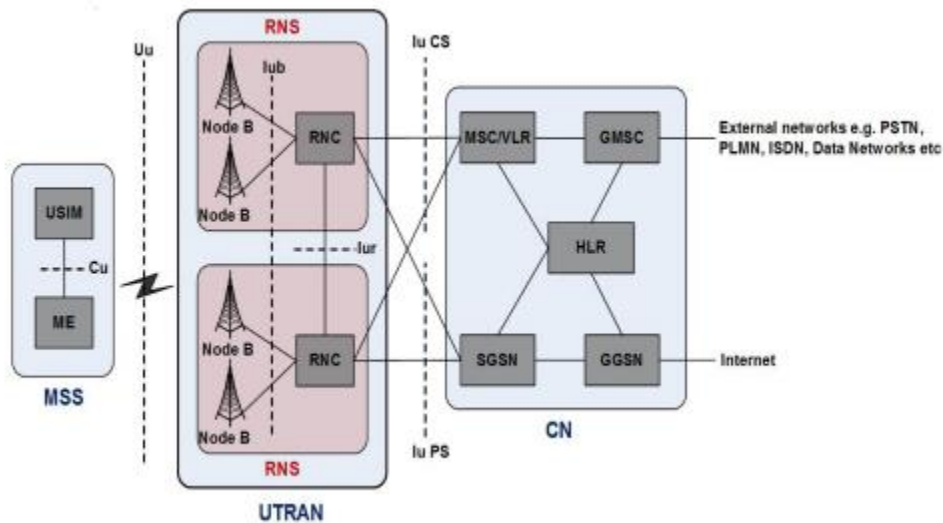 RNS
Uu
Iu CS
Iub
Node B
RNC
MSC/VLR
GMSC
External networks e.g. PSTN,
PLMN, ISDN, Data Networks etc
USIM
Node B
HLR
Iur
Cu
ME
Node B
RNC
SGSN
GGSN
Internet
MSS
Node B
CN
Iu PS
RNS
UTRAN